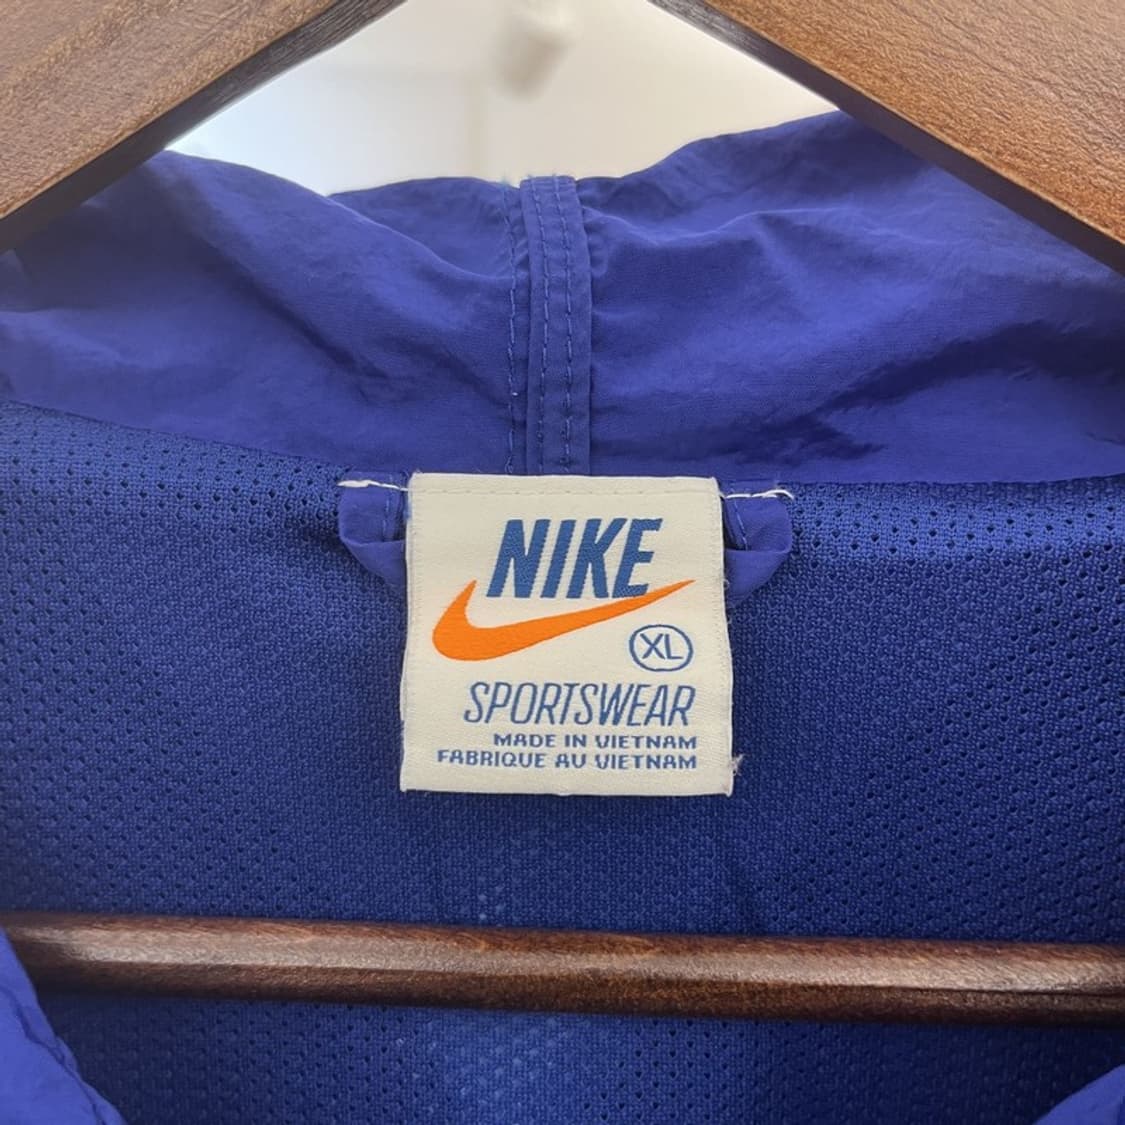 NIKE
XL
SPORTSWEAR
MADE IN VIETNAM
FABRIQUE AU VIETNAM